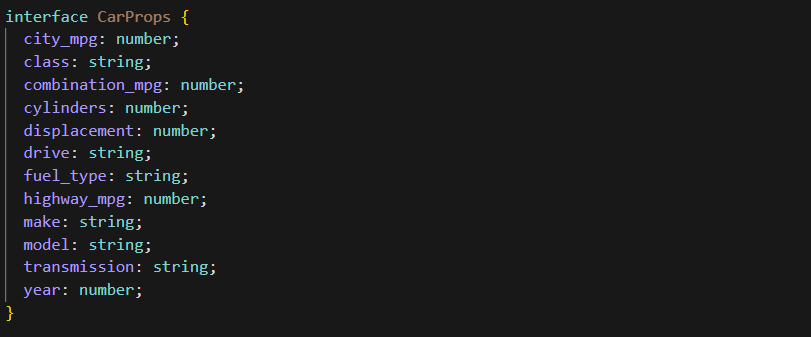 interface CarProps {
  city_mpg: number;
  class: string;
  combination_mpg: number;
  cylinders: number;
  displacement: number;
  drive: string;
  fuel_type: string;
  highway_mpg: number;
  make: string;
  model: string;
  transmission: string;
  year: number;
}